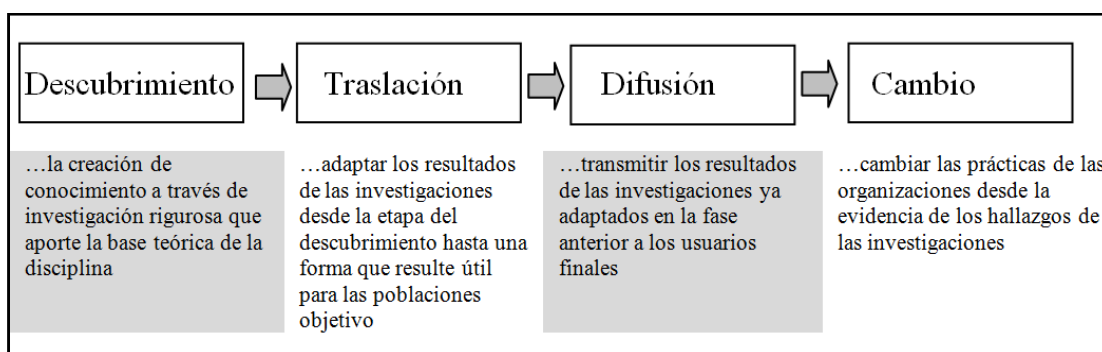 Descubrimiento
Traslación
Difusión
Cambio
…la creación de
conocimiento a través de
investigación rigurosa que
aporte la base teórica de la
disciplina
…adaptar los resultados
de las investigaciones
desde la etapa del
descubrimiento hasta una
forma que resulte útil
para las poblaciones
objetivo
…transmitir los resultados
de las investigaciones ya
adaptados en la fase
anterior a los usuarios
finales
…cambiar las prácticas de las
organizaciones desde la
evidencia de los hallazgos de
las investigaciones